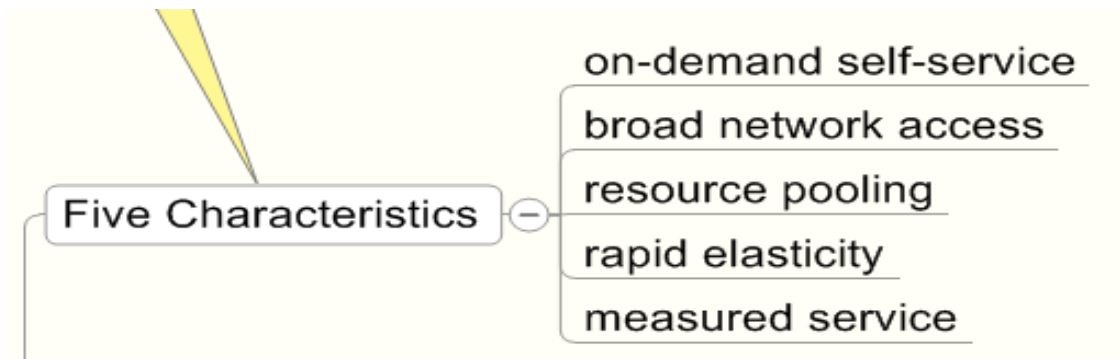 Five Characteristics
on-demand self-service
broad network access
resource pooling
rapid elasticity
measured service